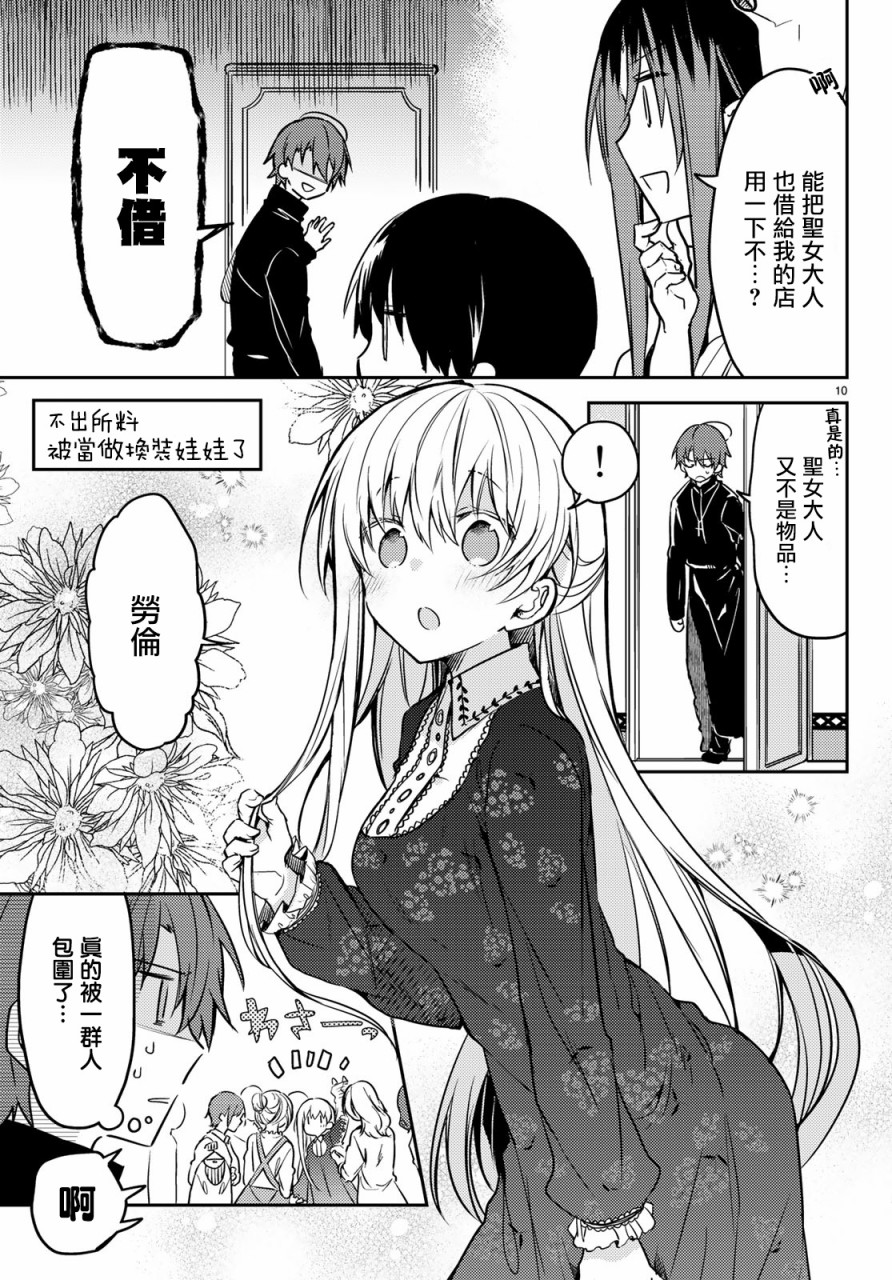 啊
能把聖女大人
也借給我的店
用一下不…?
不借
10
真是的…
聖女大人
又不是物品…
!
不出所料
被當做換裝娃娃了
勞倫
眞的被一群人
包圍了…
啊